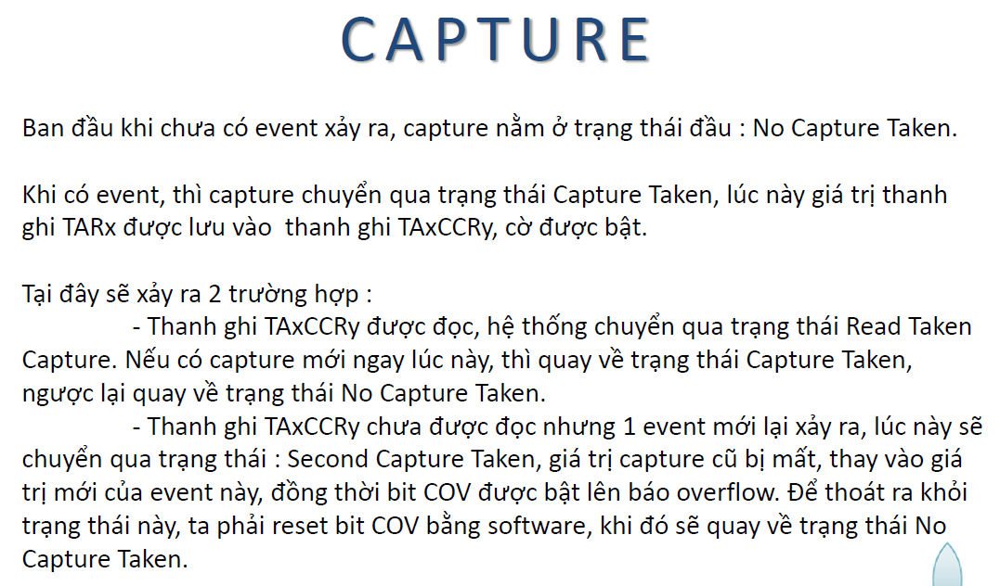 CAPTURE
Ban đầu khi chưa có event xảy ra, capture nằm ở trạng thái đầu : No Capture Taken.
Khi có event, thì capture chuyển qua trạng thái Capture Taken, lúc này giá trị thanh
ghi TARx được lưu vào  thanh ghi TAxCCRy, cờ được bật.
Tại đây sẽ xảy ra 2 trường hợp :
- Thanh ghi TAxCCRy được đọc, hệ thống chuyển qua trạng thái Read Taken
Capture. Nếu có capture mới ngay lúc này, thì quay về trạng thái Capture Taken,
ngược lại quay về trạng thái No Capture Taken.
- Thanh ghi TAxCCRy chưa được đọc nhưng 1 event mới lại xảy ra, lúc này sẽ
chuyển qua trạng thái : Second Capture Taken, giá trị capture cũ bị mất, thay vào giá
trị mới của event này, đồng thời bit COV được bật lên báo overflow. Để thoát ra khỏi
trạng thái này, ta phải reset bit COV bằng software, khi đó sẽ quay về trạng thái No
Capture Taken.